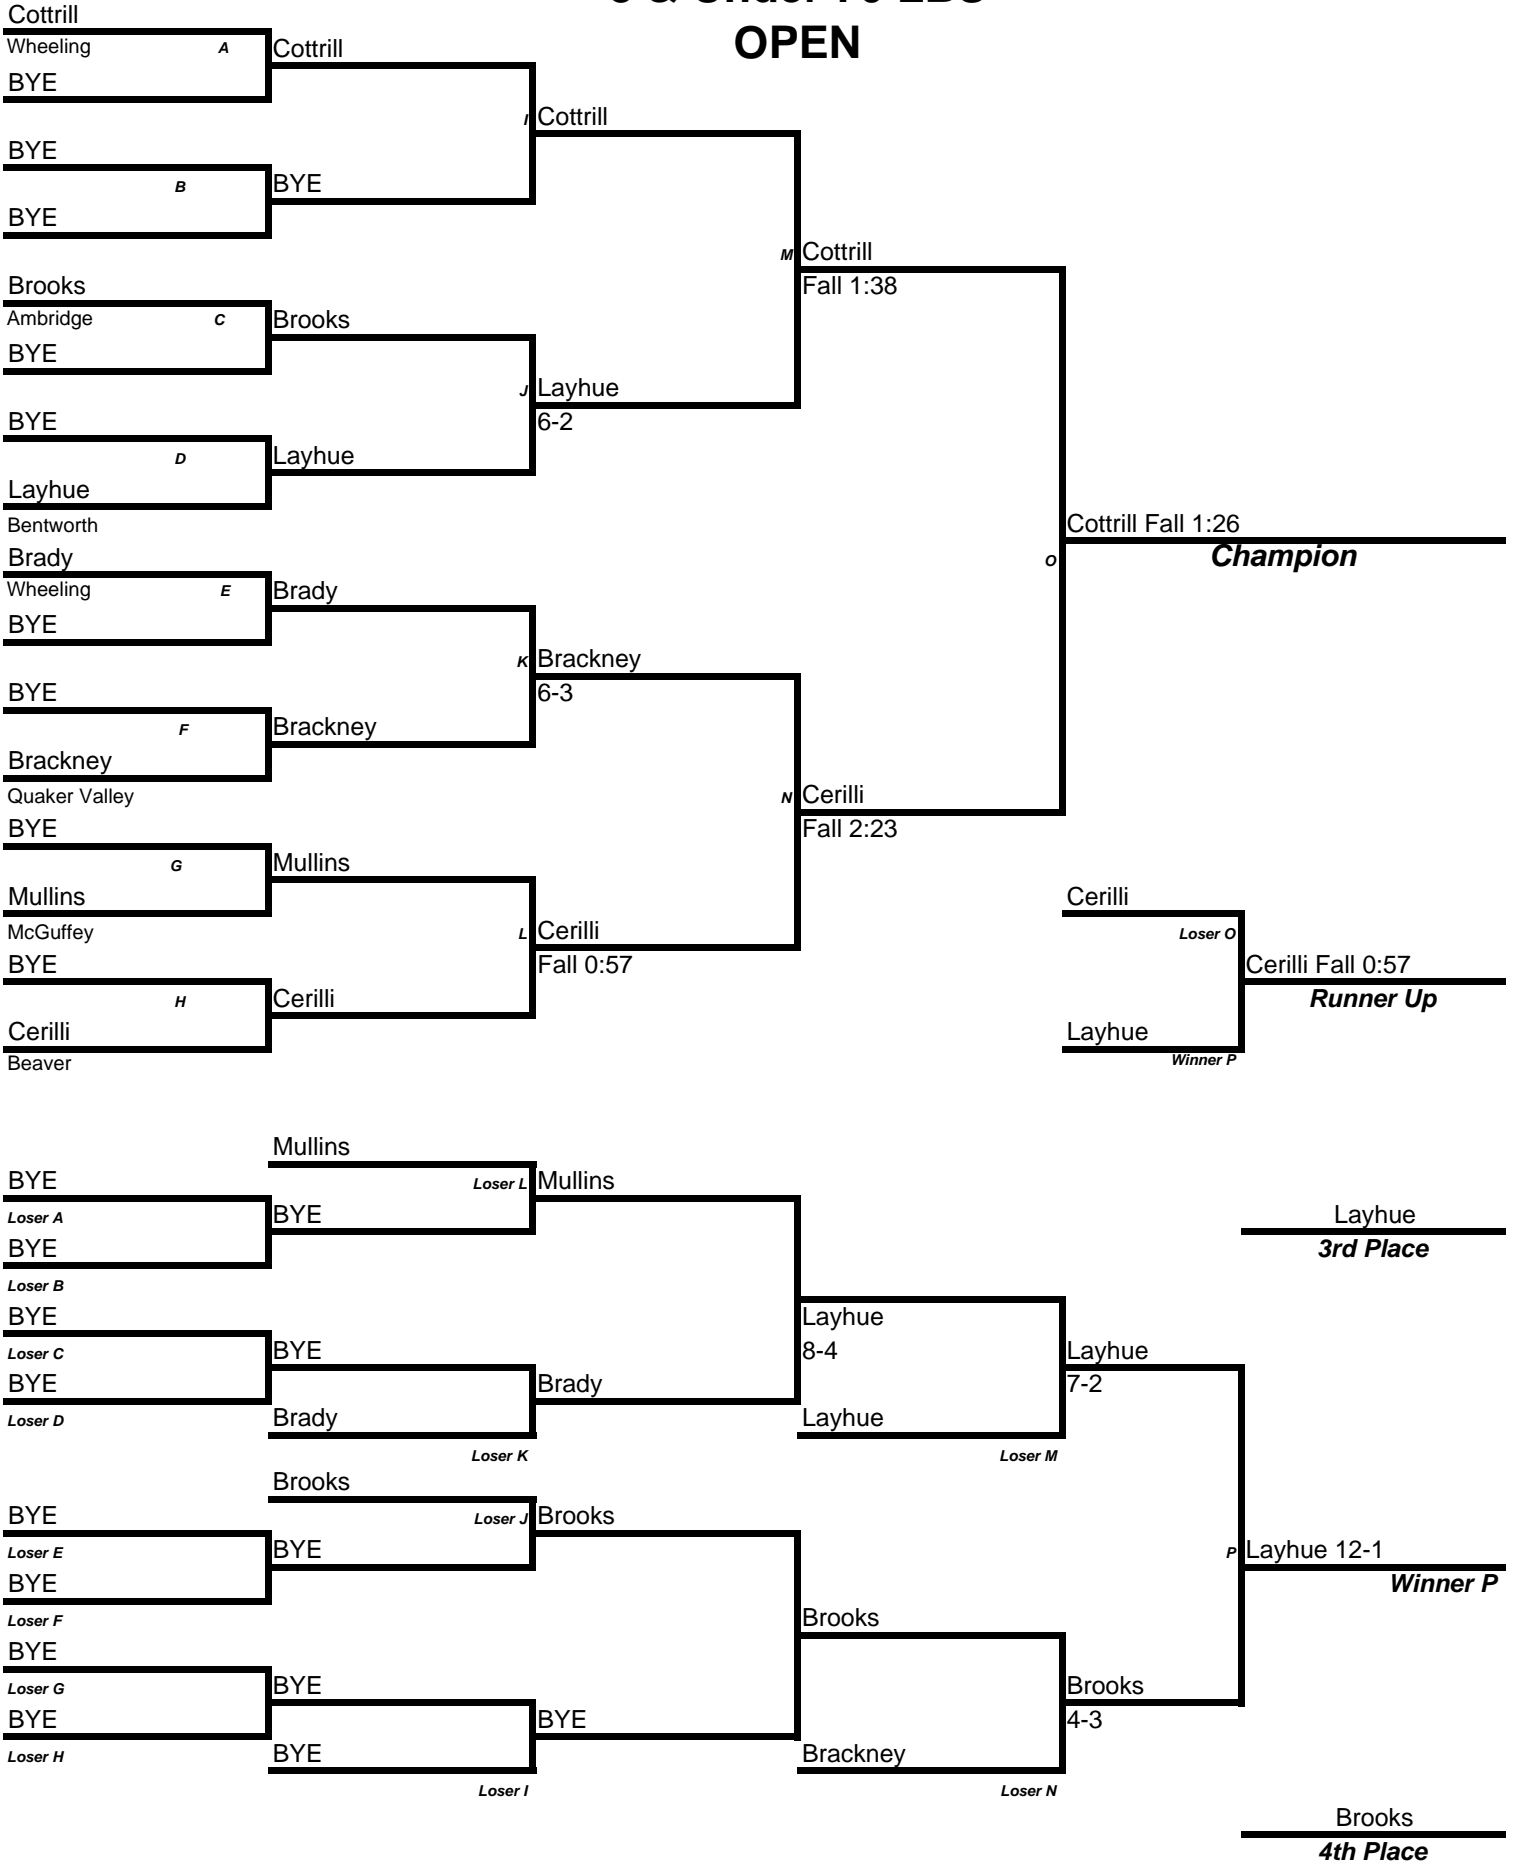 OPEN
Cottrill
Wheeling
A
BYE
Cottrill
I
Cottrill
BYE
B
BYE
BYE
M
Cottrill
Fall 1:38
Brooks
Ambridge
C
BYE
Brooks
J
Layhue
6-2
BYE
D
Layhue
Layhue
Bentworth
Cottrill Fall 1:26
O
Champion
Brady
Wheeling
E
BYE
Brady
K
Brackney
6-3
BYE
F
Brackney
Brackney
Quaker Valley
N
Cerilli
Fall 2:23
BYE
G
Mullins
Mullins
McGuffey
L
Cerilli
Fall 0:57
BYE
H
Cerilli
Cerilli
Beaver
Cerilli
Loser O
Cerilli Fall 0:57
Runner Up
Layhue
Winner P
Mullins
Loser L
Mullins
BYE
Loser A
BYE
BYE
Loser B
Layhue
3rd Place
BYE
Loser C
BYE
BYE
Loser D
Brady
Brady
Loser K
Layhue
8-4
Layhue
7-2
Layhue
Loser M
Brooks
Loser J
Brooks
BYE
Loser E
BYE
BYE
Loser F
P
Layhue 12-1
Winner P
BYE
Loser G
BYE
BYE
Loser H
BYE
BYE
Loser I
Brooks
Brooks
4-3
Brackney
Loser N
Brooks
4th Place